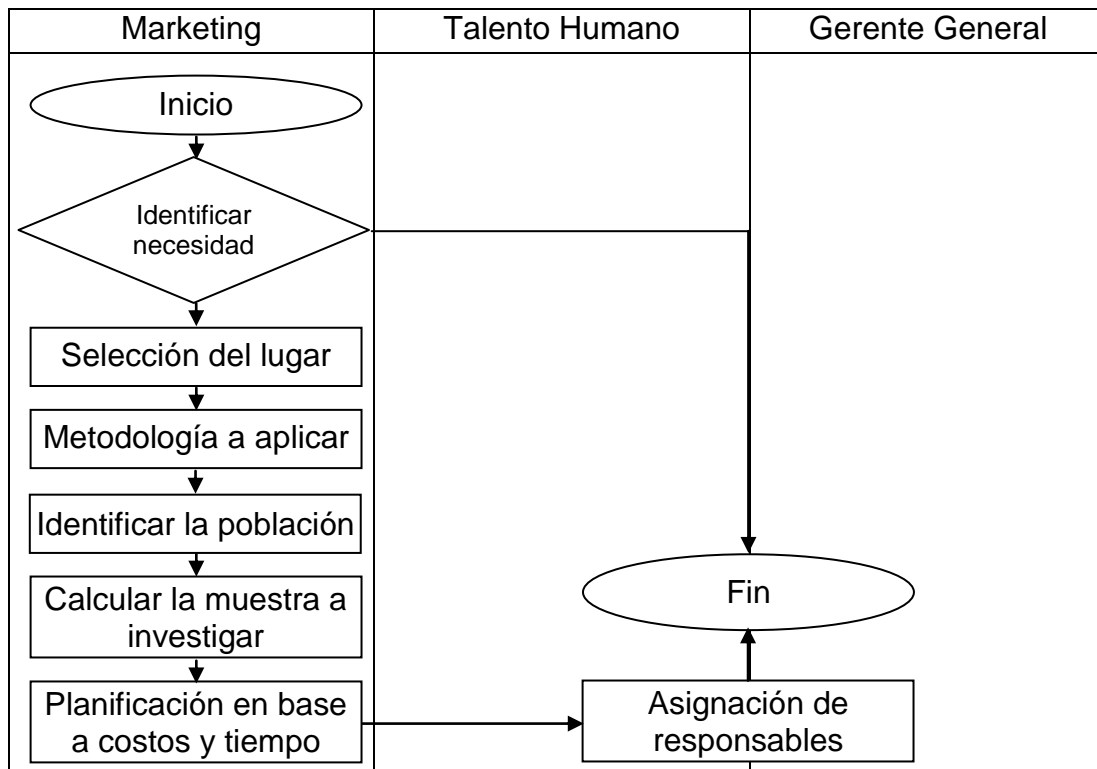 Marketing
Talento Humano
Gerente General
Inicio
Identificar
necesidad
Selección del lugar
Metodología a aplicar
Identificar la población
Calcular la muestra a
investigar
Planificación en base
a costos y tiempo
Fin
Asignación de
responsables